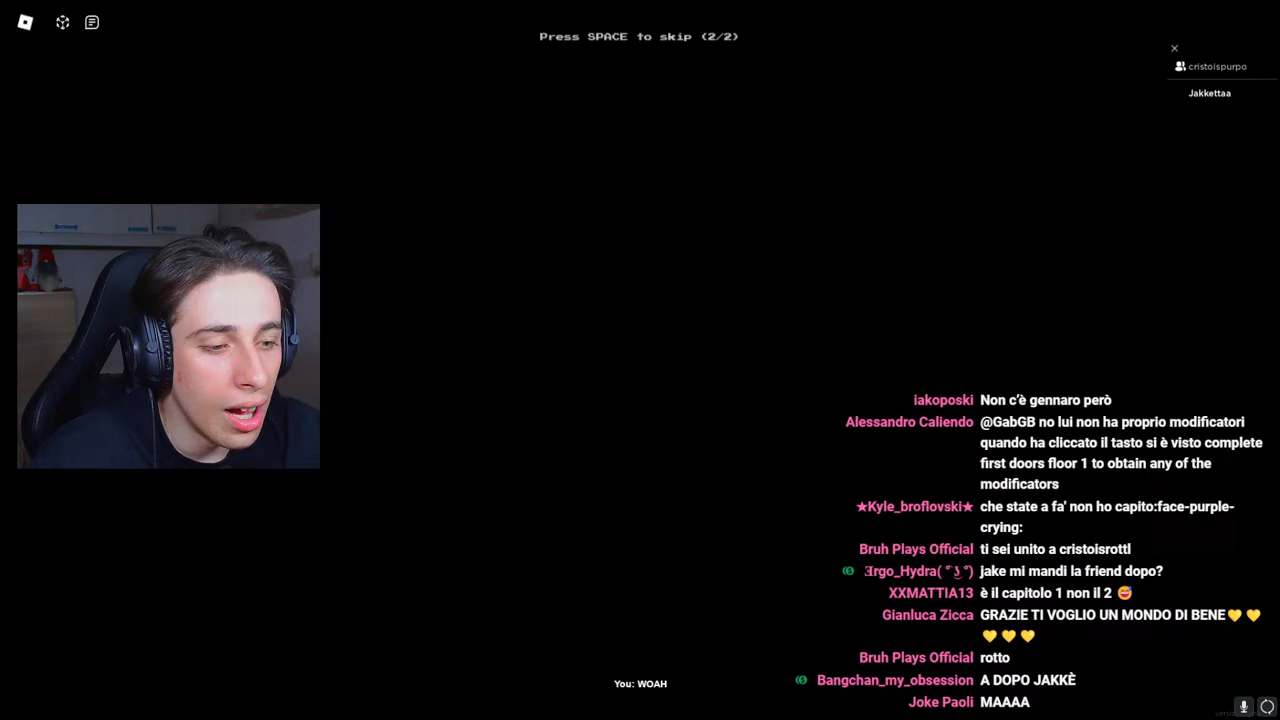 Press SPACE to skip (2/2)
cristoispurpo
Jakkettaa
iakoposki Non c'è gennaro però
Alessandro Caliendo @GabGB no lui non ha proprio modificatori
quando ha cliccato il tasto si è visto complete
first doors floor 1 to obtain any of the
modificators
★Kyle_broflovski★ che state a fa' non ho capito:face-purple-
crying:
Bruh Plays Official ti sei unito a cristoisrottl
Ǝrgo_Hydra( ͡° ͜ʖ ͡°) jake mi mandi la friend dopo?
XXMATTIA13 è il capitolo 1 non il 2 😅
Gianluca Zicca GRAZIE TI VOGLIO UN MONDO DI BENE💛 💛
💛 💛 💛
Bruh Plays Official rotto
Bangchan_my_obsession A DOPO JAKKÈ
You: WOAH
Joke Paoli MAAAA